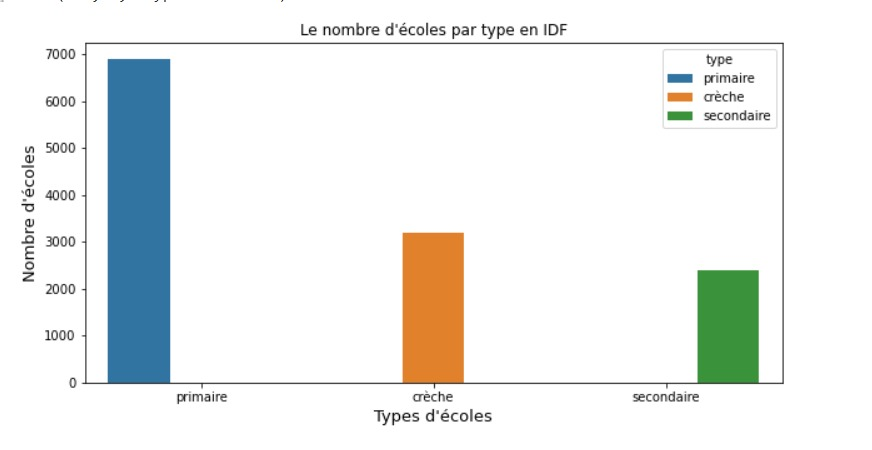 Le nombre d'écoles par type en IDF
7000
6000
5000
4000
3000
2000
1000
0
Nombre d'écoles
type
primaire
crèche
secondaire
primaire crèche secondaire
Types d'écoles